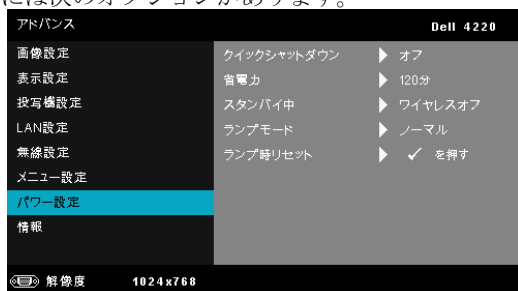 には次のオプションがあります。
アドバンス Dell 4220
画像設定 クイックシャットダウン オフ
表示設定 省電力 120分
投写機設定 スタンバイ中 ワイヤレスオフ
LAN設定 ランプモード ノーマル
無線設定 ランプ時リセット ✓ を押す
メニュー設定
パワー設定
情報
解像度 1024x768